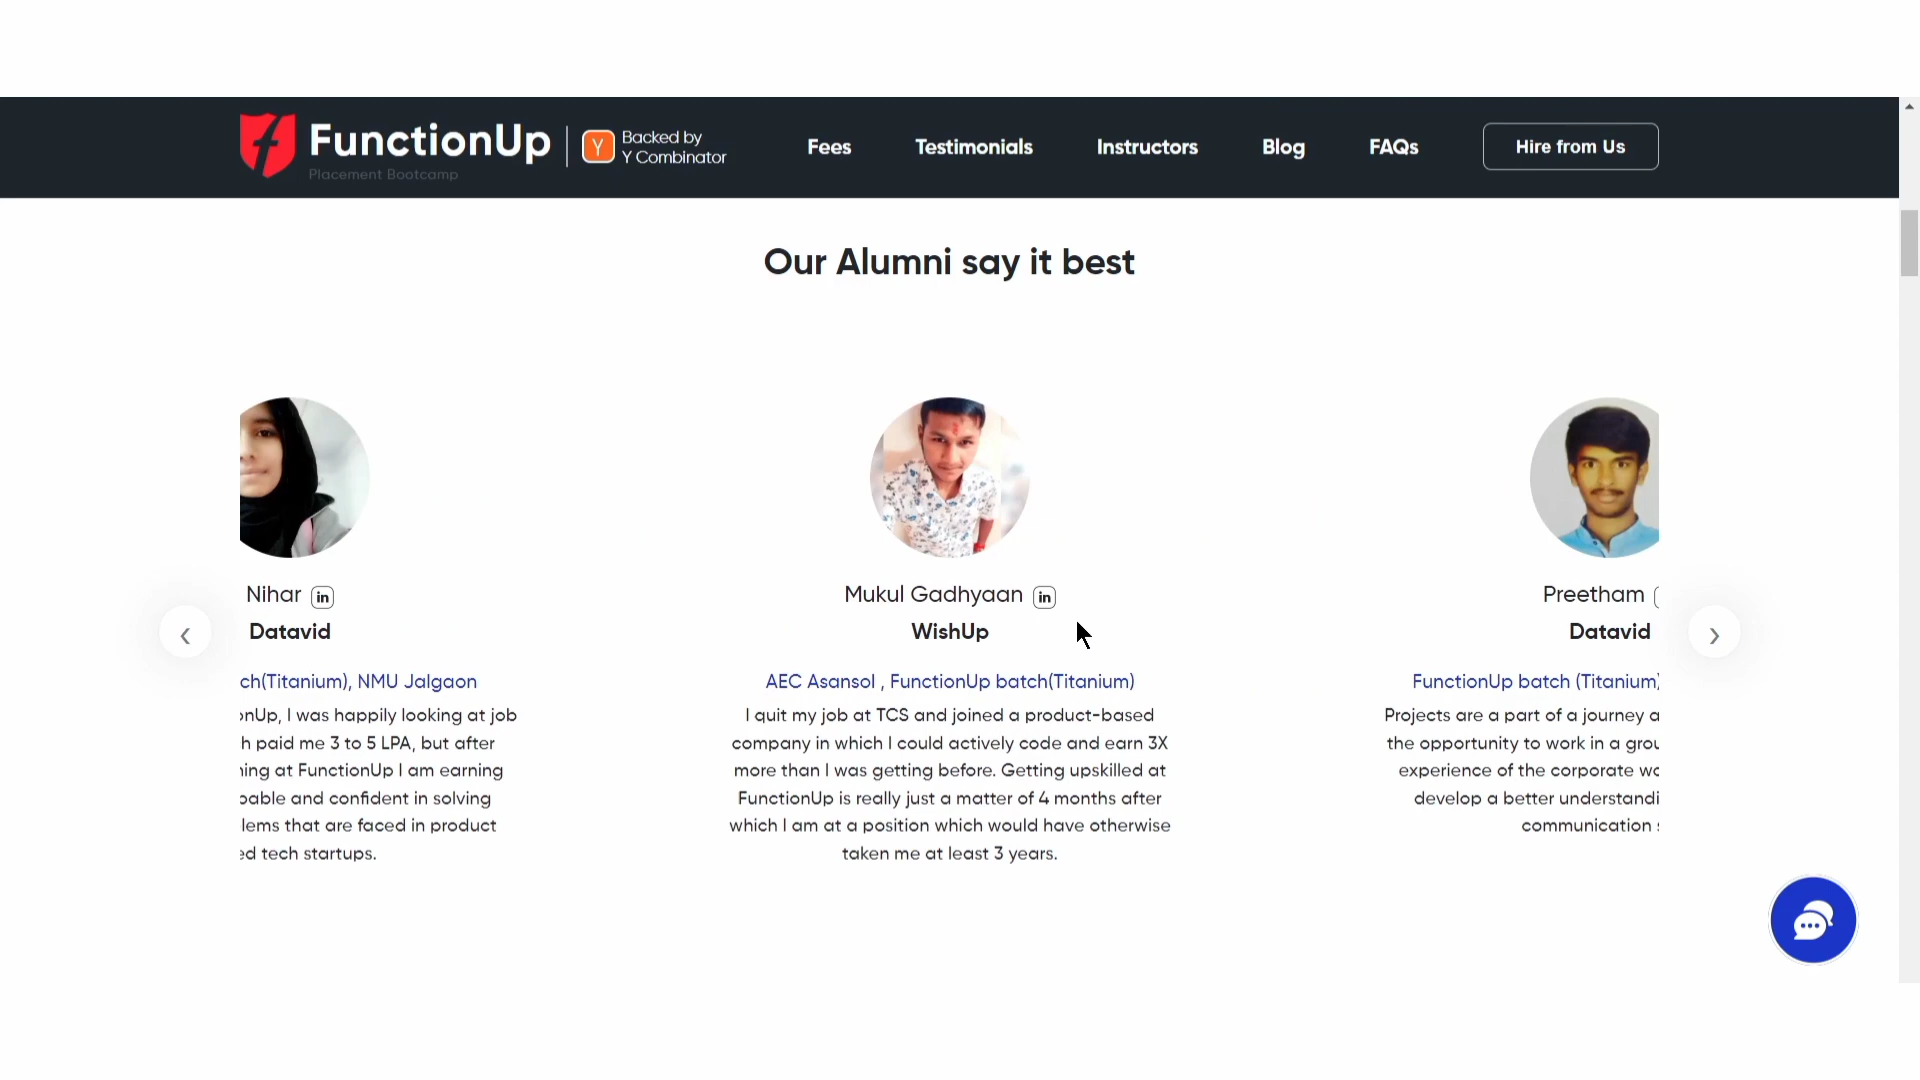 FunctionUp
Placement Bootcamp
Backed by
Y Combinator
Fees
Testimonials
Instructors
Blog
FAQs
Hire from Us
Our Alumni say it best
Nihar in
Datavid
ch(Titanium), NMU Jalgaon
onUp, I was happily looking at job
h paid me 3 to 5 LPA, but after
ning at FunctionUp I am earning
pable and confident in solving
lems that are faced in product
ed tech startups.
Mukul Gadhyaan in
WishUp
AEC Asansol , FunctionUp batch(Titanium)
I quit my job at TCS and joined a product-based
company in which I could actively code and earn 3X
more than I was getting before. Getting upskilled at
FunctionUp is really just a matter of 4 months after
which I am at a position which would have otherwise
taken me at least 3 years.
Preetham
Datavid
FunctionUp batch (Titanium)
Projects are a part of a journey a
the opportunity to work in a grou
experience of the corporate wo
develop a better understandi
communication